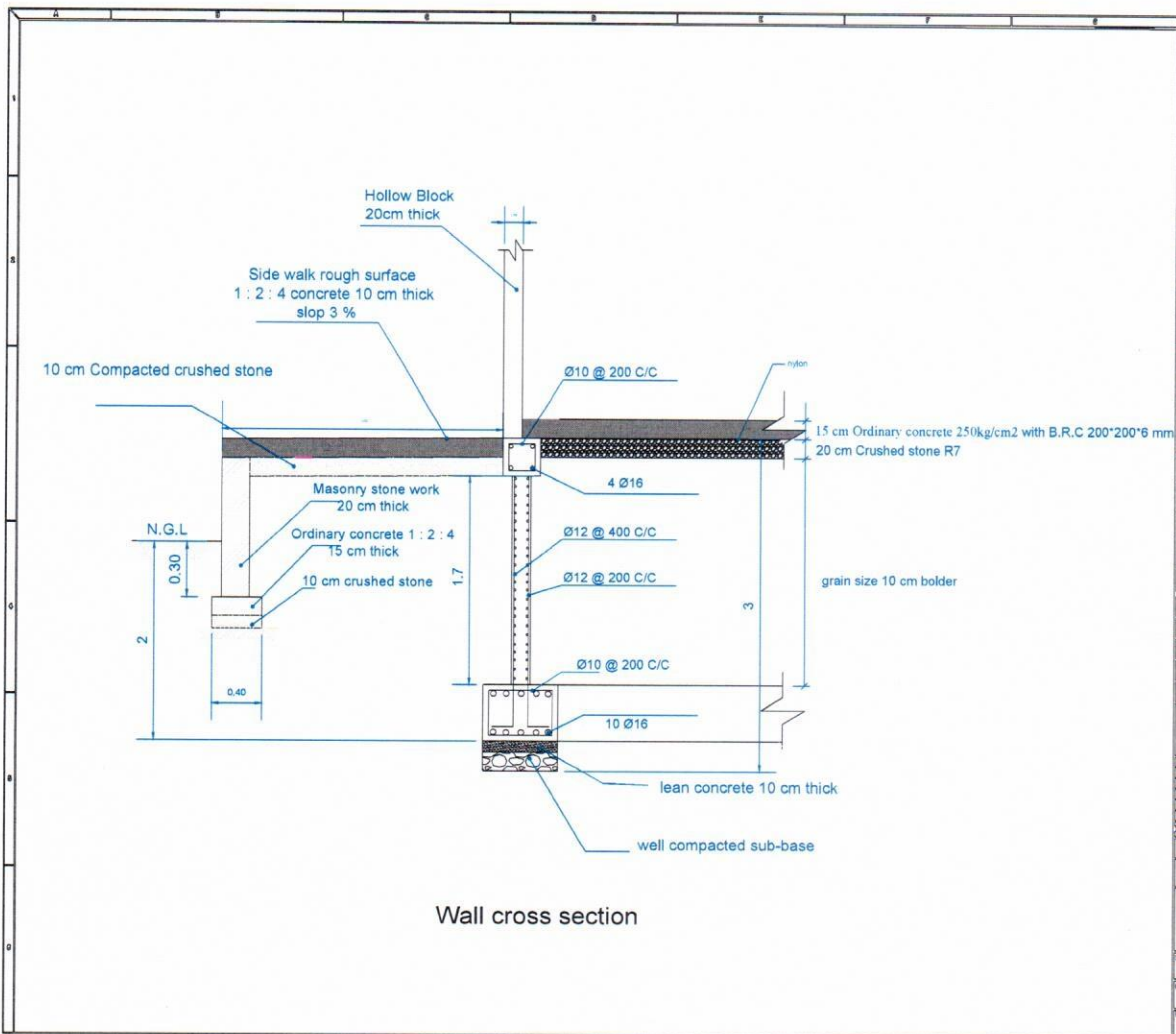 A
D
E
F
Hollow Block
20cm thick
Side walk rough surface
1 : 2 : 4 concrete 10 cm thick
slop 3 %
10 cm Compacted crushed stone
Ø10 @ 200 C/C
nylon
15 cm Ordinary concrete 250kg/cm2 with B.R.C 200*200*6 mm
20 cm Crushed stone R7
4 Ø16
Masonry stone work
20 cm thick
N.G.L
Ordinary concrete 1 : 2 : 4
15 cm thick
Ø12 @ 400 C/C
0.30
10 cm crushed stone
1.7
Ø12 @ 200 C/C
grain size 10 cm bolder
3
2
Ø10 @ 200 C/C
0.40
10 Ø16
lean concrete 10 cm thick
well compacted sub-base
Wall cross section